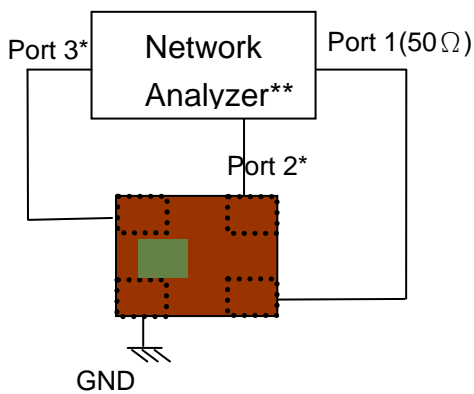 Port 3*
Network
Analyzer**
Port 1(50Ω)
Port 2*
GND